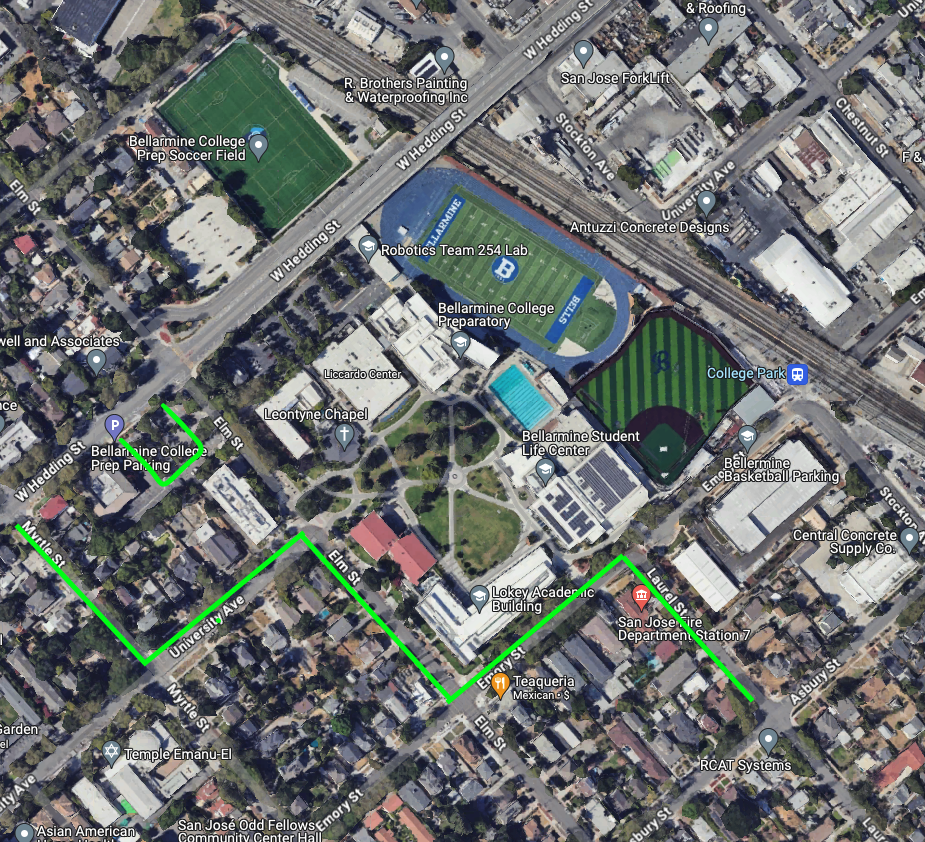 & Roofing
W Hedding St
R. Brothers Painting
& Waterproofing Inc
San Jose ForkLift
Chestnut St
Stockton Ave
Bellarmine College
Prep Soccer Field
W Hedding St
F &
University Ave
Elm St
BELLARMINE
Antuzzi Concrete Designs
W Hedding St
Robotics Team 254 Lab
B
BELLS
Bellarmine College
Preparatory
well and Associates
Liccardo Center
College Park
Leontyne Chapel
Elm St
P
Bellarmine College
Prep Parking
W Hedding St
Bellarmine Student
Life Center
Bellermine
Basketball Parking
Stockton
Central Concrete
Supply Co.
Myrtle St
Elm St
Lokey Academic
Building
Laurel St
San Jose Fire
Department Station 7
University Ave
Emory St
Teaqueria
Mexican • $
Asbury St
Myrtle St
Elm St
Garden
Temple Emanu-El
RCAT Systems
Emory St
Asian American
San José Odd Fellows
Community Center Hall